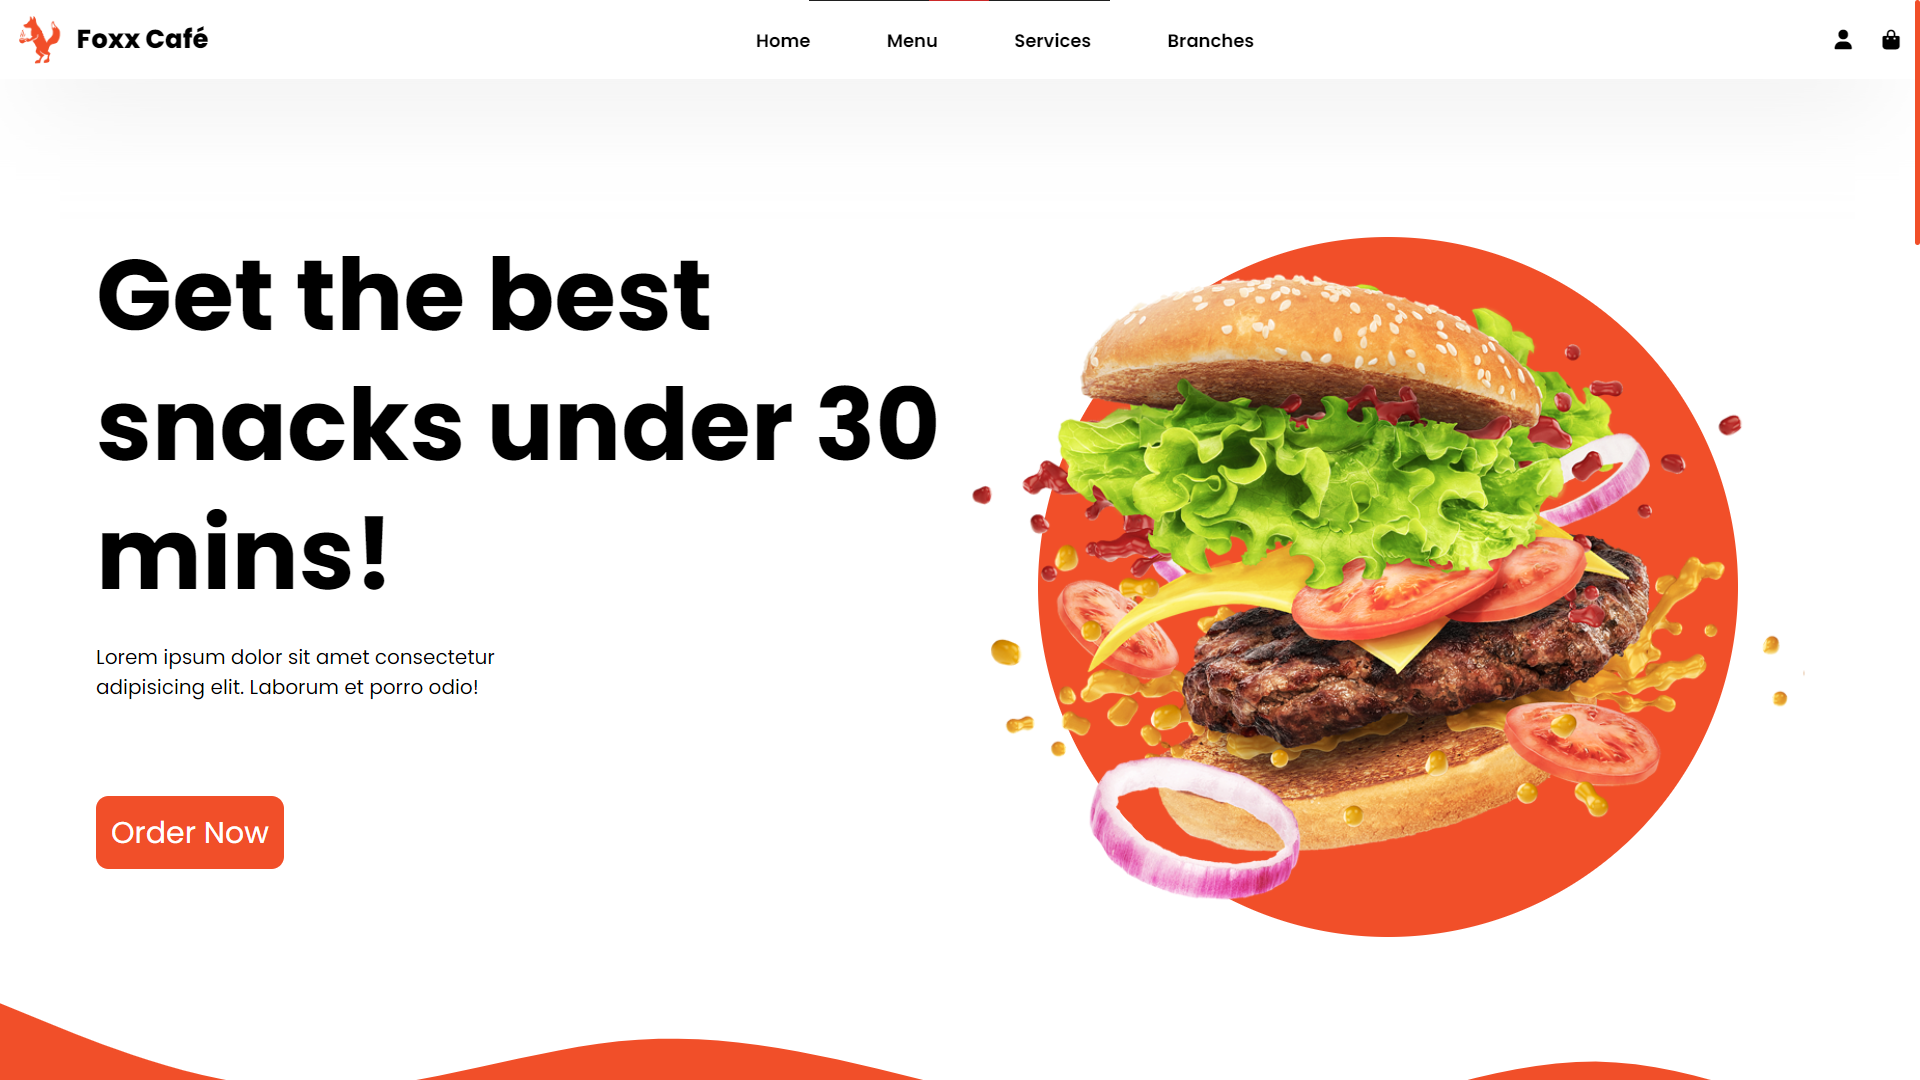 Foxx Café
Home
Menu
Services
Branches
Get the best
snacks under 30
mins!
Lorem ipsum dolor sit amet consectetur
adipisicing elit. Laborum et porro odio!
Order Now